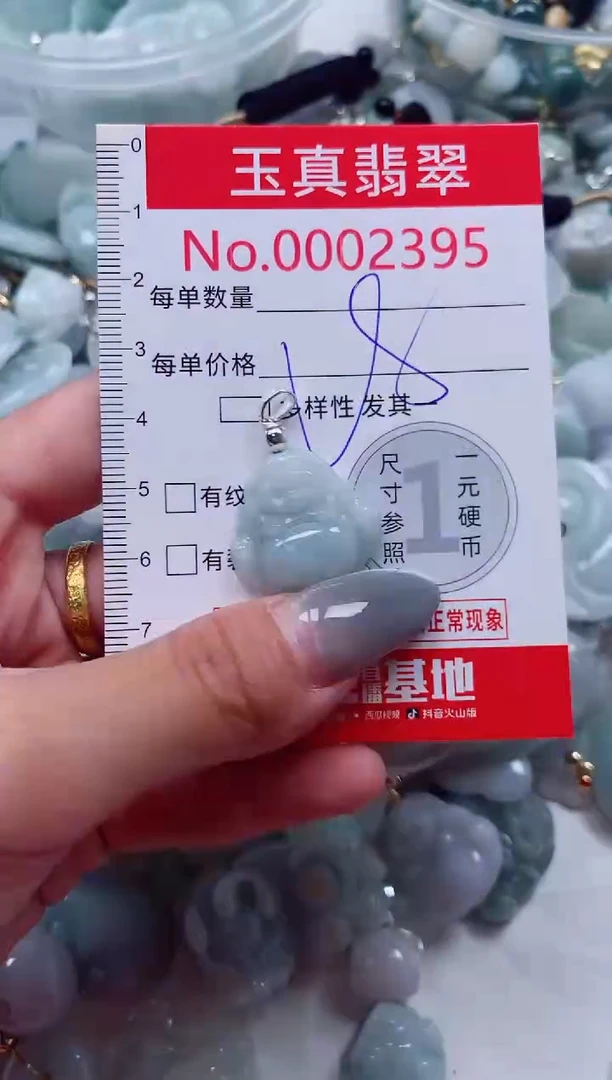 玉真翡翠
No.0002395
0
1
2
3
4
5
6
7
每单数量
每单价格
样性 发其一
有纹
有
尺寸参照
1
一元硬币
正常现象
基地
西瓜视频 抖音火山版